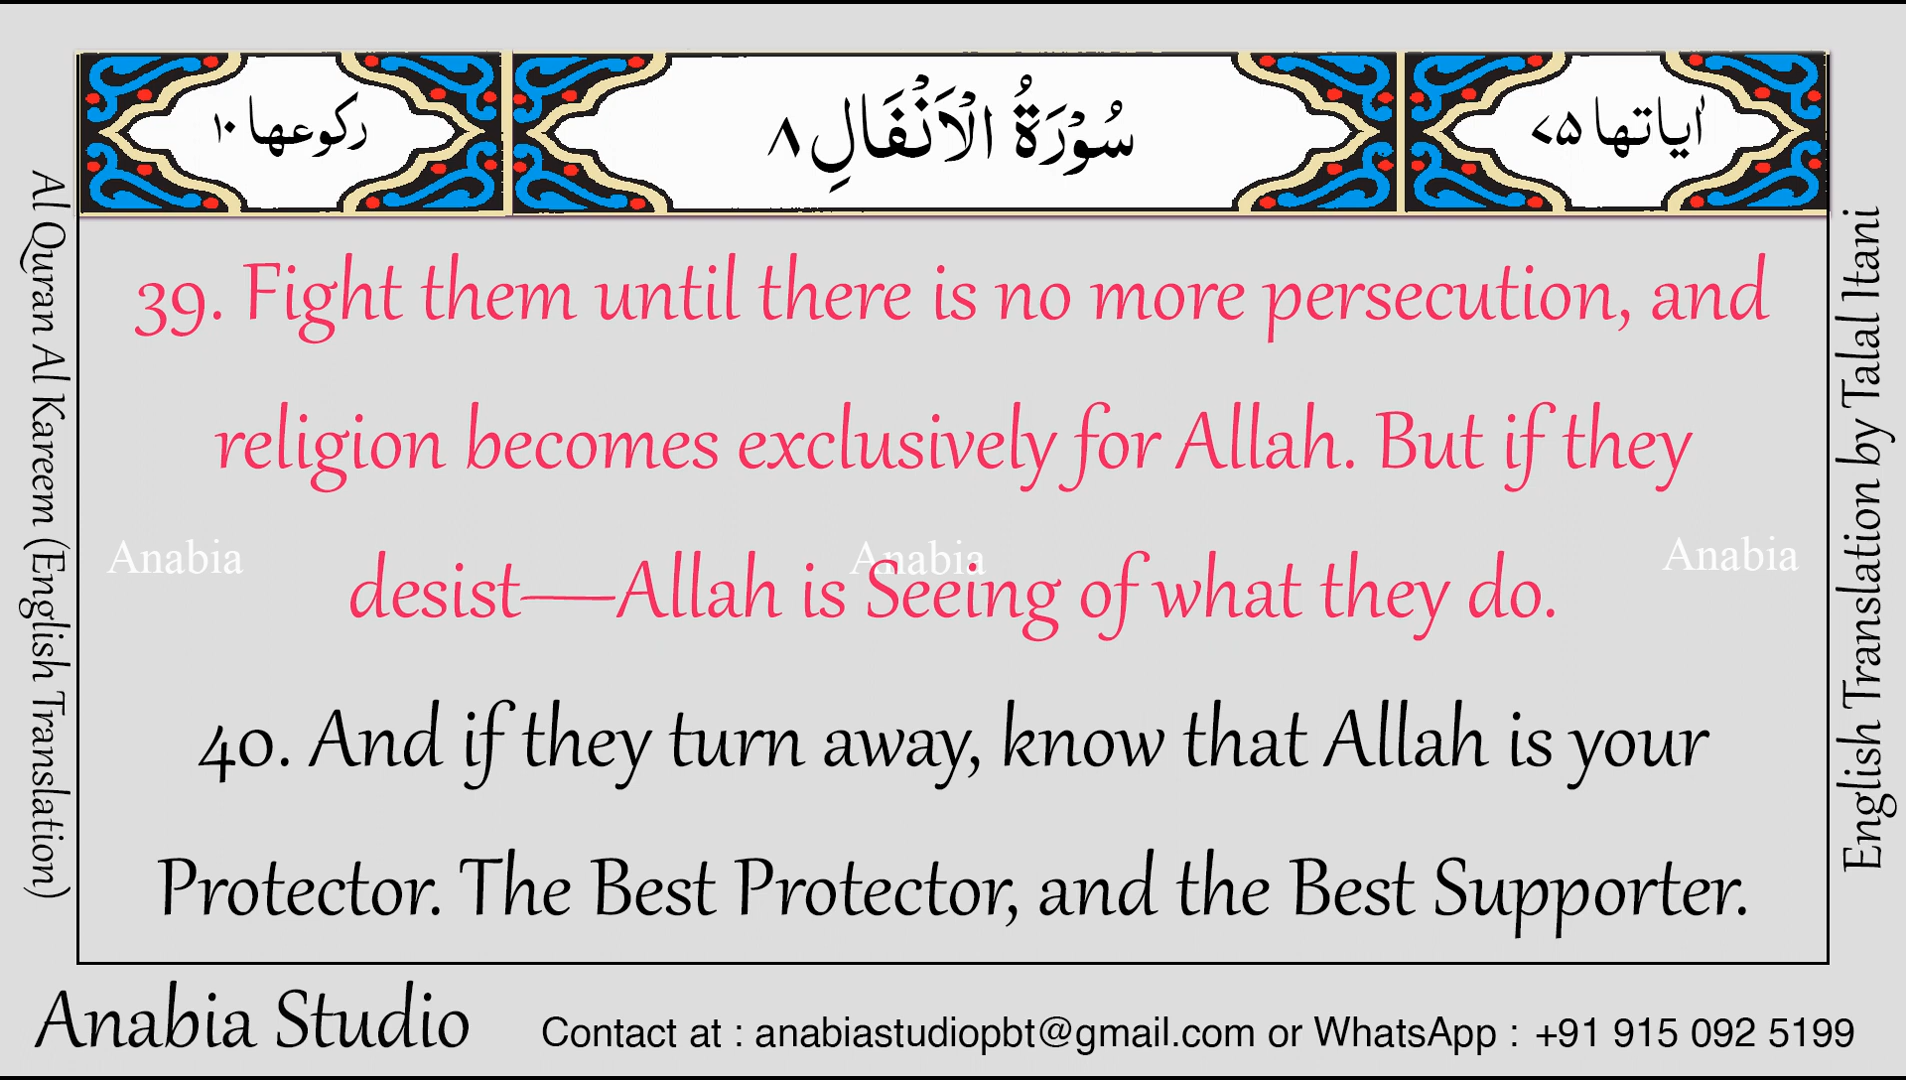 رکوعها ١٠
سُوْرَةُ الْاَنْفَالِ ٨
اٰیاتها ٧۵
Al Quran Al Kareem (English Translation)
39. Fight them until there is no more persecution, and
religion becomes exclusively for Allah. But if they
Anabia Anabia Anabia
desist—Allah is Seeing of what they do.
40. And if they turn away, know that Allah is your
Protector. The Best Protector, and the Best Supporter.
English Translation by Talal Itani
Anabia Studio
Contact at : anabiastudiopbt@gmail.com or WhatsApp : +91 915 092 5199